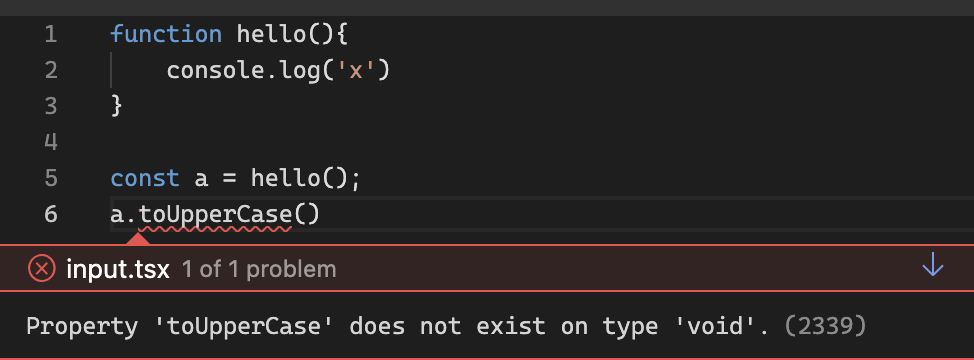 1 function hello(){
2 console.log('x')
3 }
4
5 const a = hello();
6 a.toUpperCase()
input.tsx 1 of 1 problem
Property 'toUpperCase' does not exist on type 'void'. (2339)